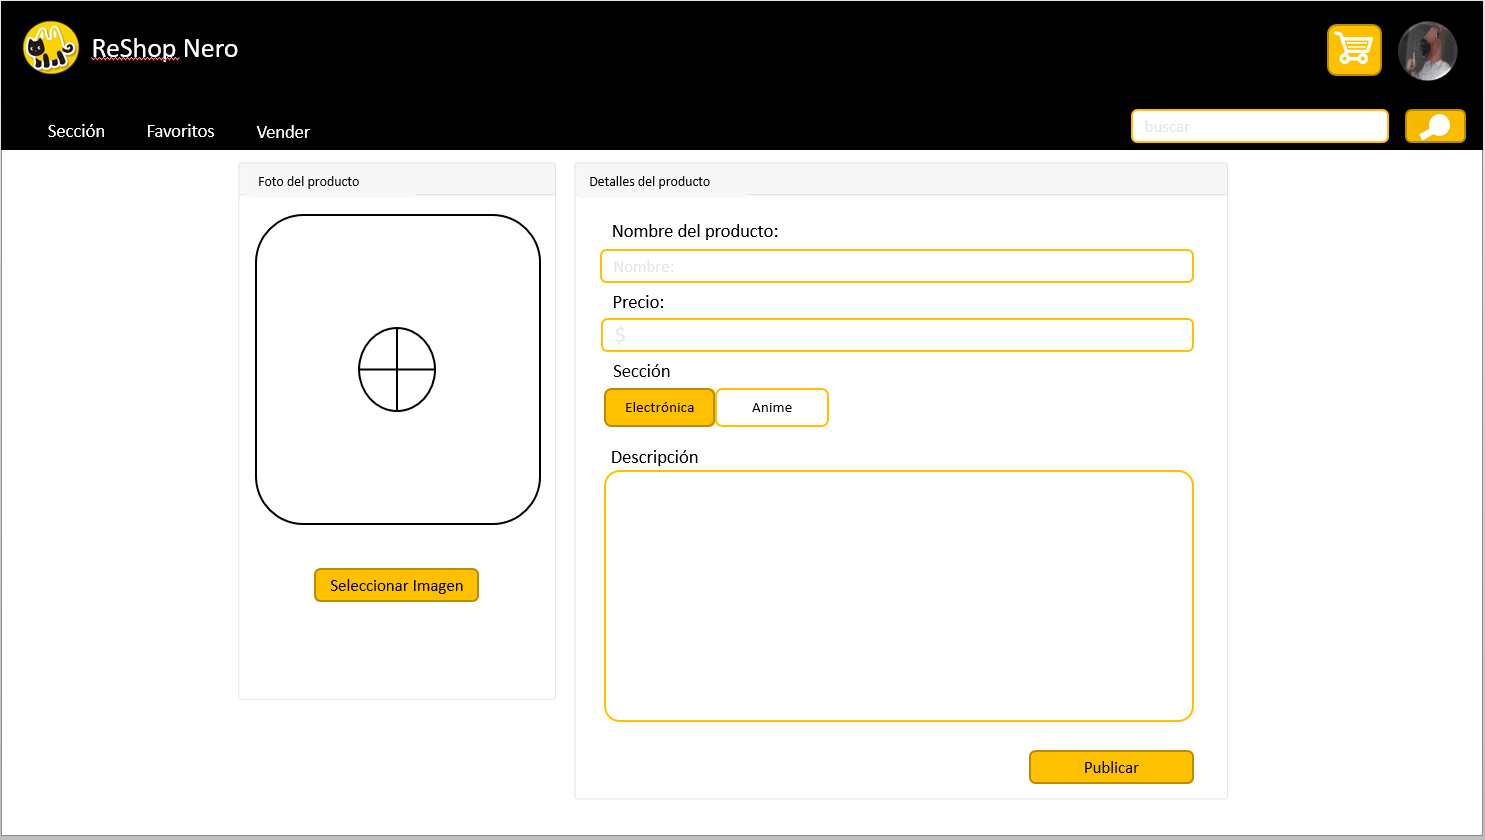 ReShop Nero
Sección
Favoritos
Vender
buscar
Foto del producto
Seleccionar Imagen
Detalles del producto
Nombre del producto:
Nombre:
Precio:
$
Sección
Electrónica
Anime
Descripción
Publicar